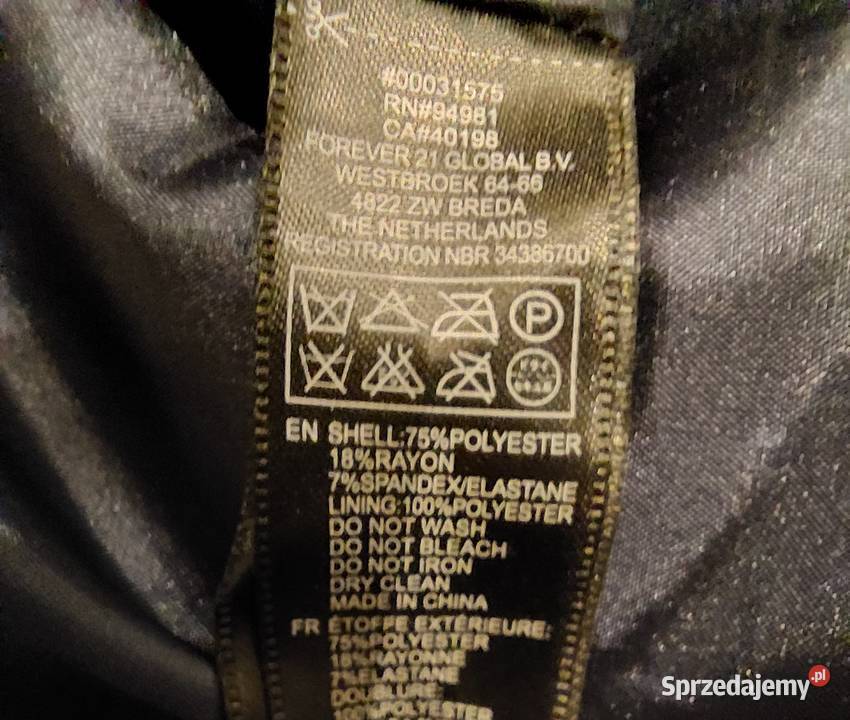 #00031575
RN#94981
CA#40198
FOREVER 21 GLOBAL B.V.
WESTBROEK 64-66
4822 ZW BREDA
THE NETHERLANDS
REGISTRATION NBR 34386700
P
EN SHELL:75%POLYESTER
18%RAYON
7%SPANDEX/ELASTANE
LINING:100%POLYESTER
DO NOT WASH
DO NOT BLEACH
DO NOT IRON
DRY CLEAN
MADE IN CHINA
FR ÉTOFFE EXTÉRIEURE:
75%POLYESTER
18%RAYONNE
7%ELASTANE
DOUBLURE:
100%POLYESTER
Sprzedajemy.pl